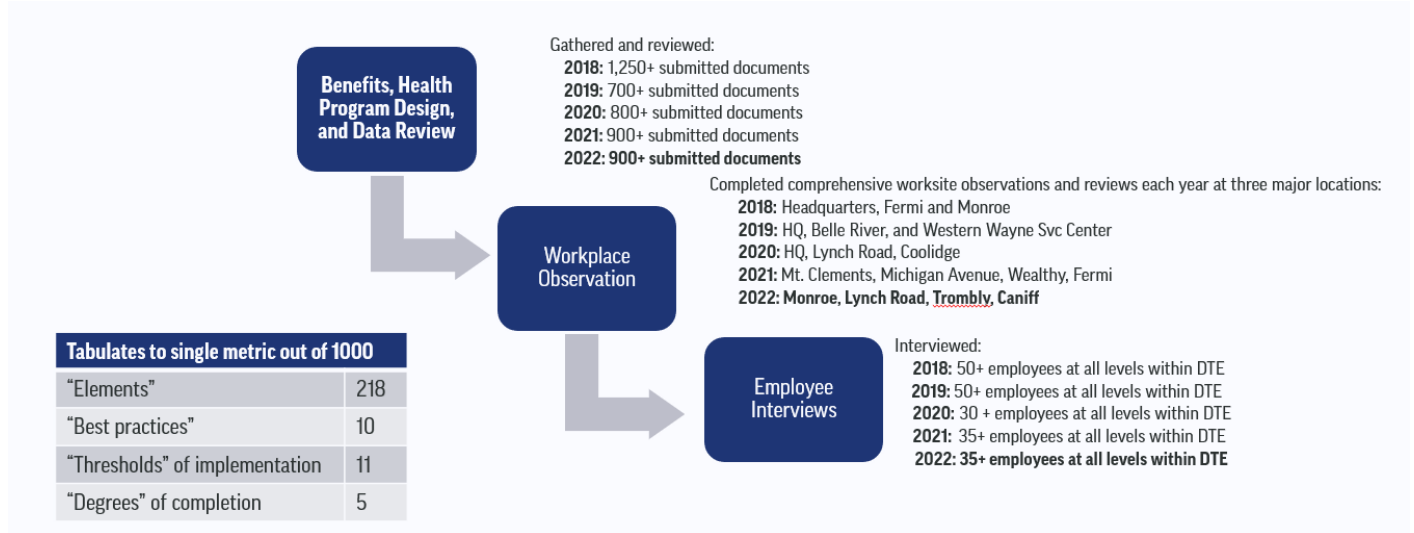 Benefits, Health
Program Design,
and Data Review
Gathered and reviewed:
2018: 1,250+ submitted documents
2019: 700+ submitted documents
2020: 800+ submitted documents
2021: 900+ submitted documents
2022: 900+ submitted documents
Workplace
Observation
Completed comprehensive worksite observations and reviews each year at three major locations:
2018: Headquarters, Fermi and Monroe
2019: HQ, Belle River, and Western Wayne Svc Center
2020: HQ, Lynch Road, Coolidge
2021: Mt. Clements, Michigan Avenue, Wealthy, Fermi
2022: Monroe, Lynch Road, Trombly, Caniff
Employee
Interviews
Interviewed:
2018: 50+ employees at all levels within DTE
2019: 50+ employees at all levels within DTE
2020: 30 + employees at all levels within DTE
2021: 35+ employees at all levels within DTE
2022: 35+ employees at all levels within DTE
Tabulates to single metric out of 1000
“Elements” 218
“Best practices” 10
“Thresholds” of implementation 11
“Degrees” of completion 5